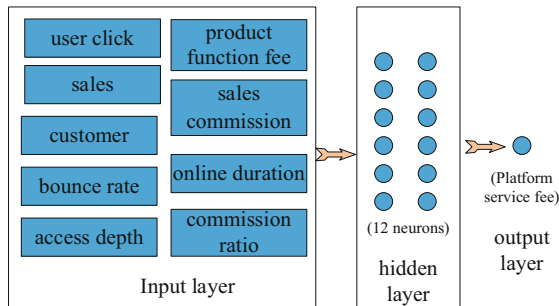 user click
sales
customer
bounce rate
access depth
product
function fee
sales
commission
online duration
commission
ratio
Input layer
(12 neurons)
hidden
layer
(Platform
service fee)
output
layer